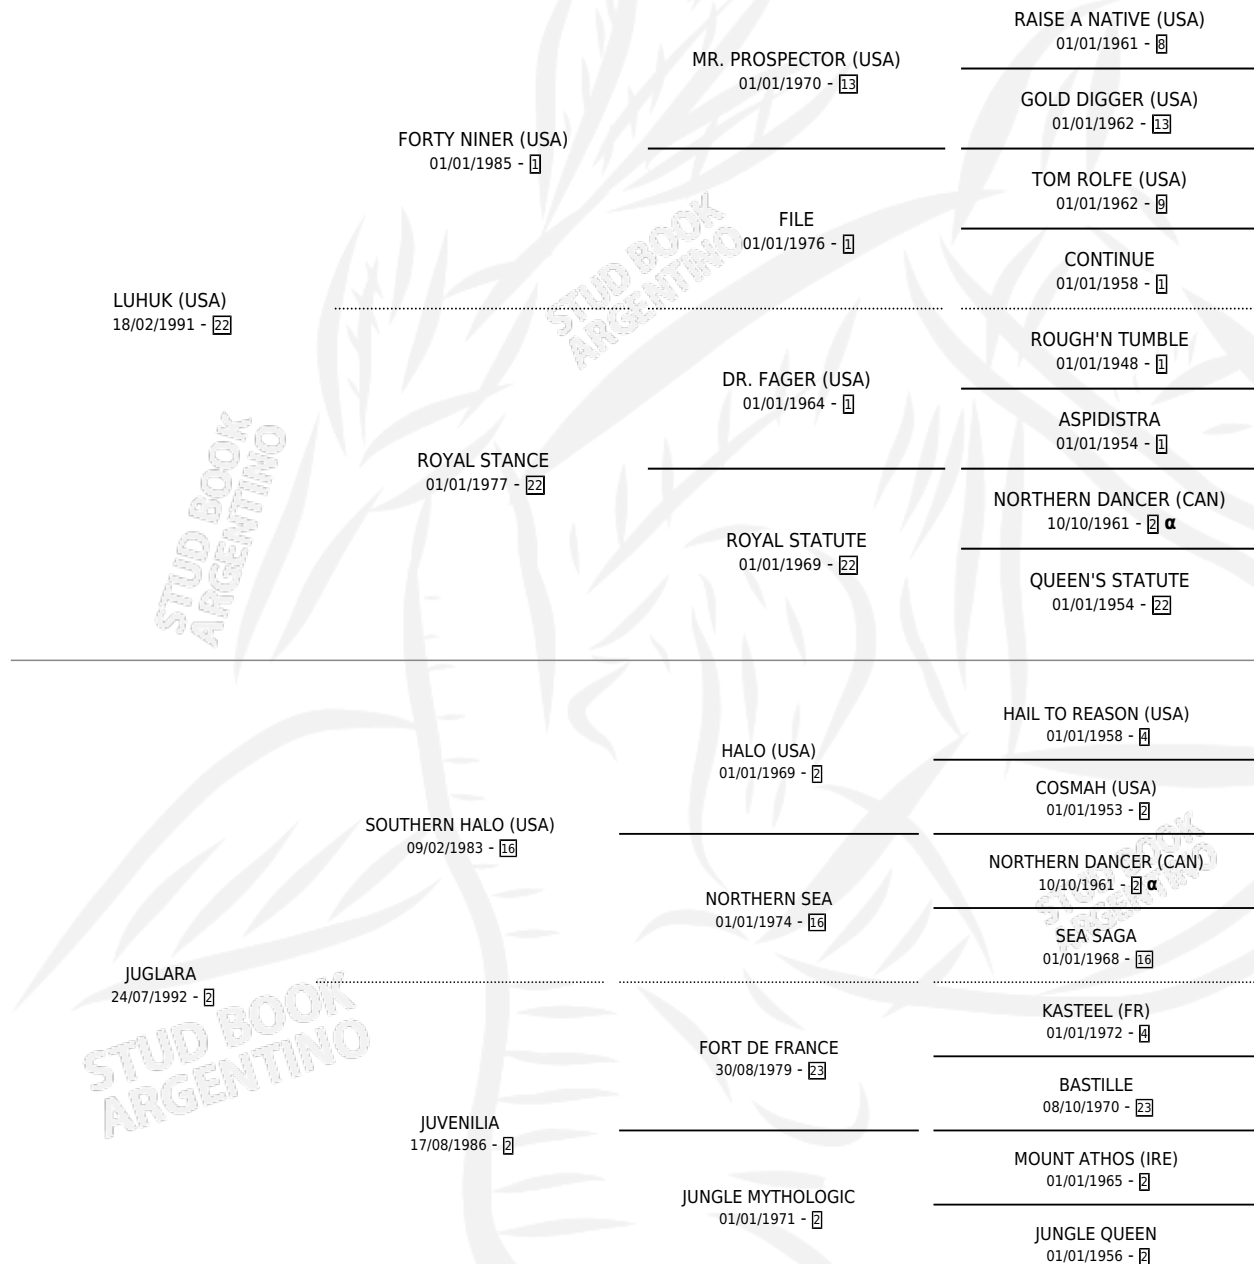 RAISE A NATIVE (USA)
01/01/1961 - 8
MR. PROSPECTOR (USA)
01/01/1970 - 13
GOLD DIGGER (USA)
01/01/1962 - 13
FORTY NINER (USA)
01/01/1985 - 1
TOM ROLFE (USA)
01/01/1962 - 9
FILE
01/01/1976 - 1
CONTINUE
01/01/1958 - 1
LUHUK (USA)
18/02/1991 - 22
ROUGH'N TUMBLE
01/01/1948 - 1
DR. FAGER (USA)
01/01/1964 - 1
ASPIDISTRA
01/01/1954 - 1
ROYAL STANCE
01/01/1977 - 22
NORTHERN DANCER (CAN)
10/10/1961 - 2 α
ROYAL STATUTE
01/01/1969 - 22
QUEEN'S STATUTE
01/01/1954 - 22
HAIL TO REASON (USA)
01/01/1958 - 4
HALO (USA)
01/01/1969 - 2
COSMAH (USA)
01/01/1953 - 2
SOUTHERN HALO (USA)
09/02/1983 - 16
NORTHERN DANCER (CAN)
10/10/1961 - 2 α
NORTHERN SEA
01/01/1974 - 16
SEA SAGA
01/01/1968 - 16
JUGLARA
24/07/1992 - 2
KASTEEL (FR)
01/01/1972 - 4
FORT DE FRANCE
30/08/1979 - 23
BASTILLE
08/10/1970 - 23
JUVENILIA
17/08/1986 - 2
MOUNT ATHOS (IRE)
01/01/1965 - 2
JUNGLE MYTHOLOGIC
01/01/1971 - 2
JUNGLE QUEEN
01/01/1956 - 2
STUD BOOK
ARGENTINO
STUD BOOK
ARGENTINO
STUD BOOK
ARGENTINO
STUD BOOK
ARGENTINO